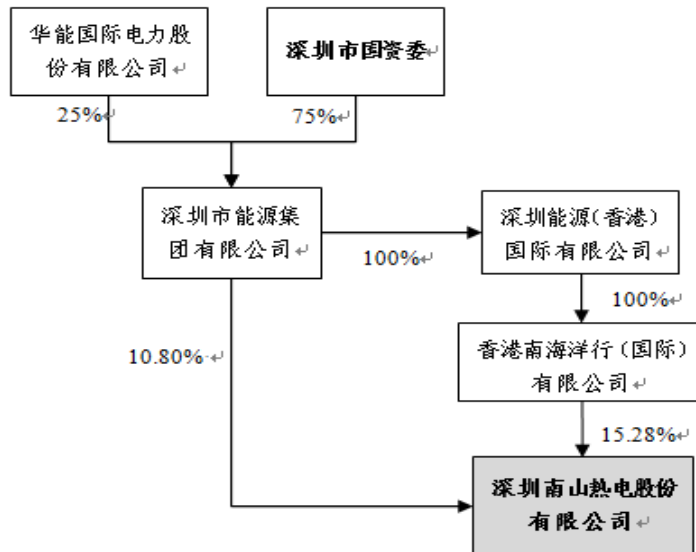 华能国际电力股
份有限公司↵
深圳市国资委↵
25%↵
75%↵
深圳市能源集
团有限公司↵
深圳能源(香港)
国际有限公司↵
100%↵
100%↵
10.80%·↵
香港南海洋行(国际)
有限公司↵
15.28%↵
深圳南山热电股份
有限公司↵